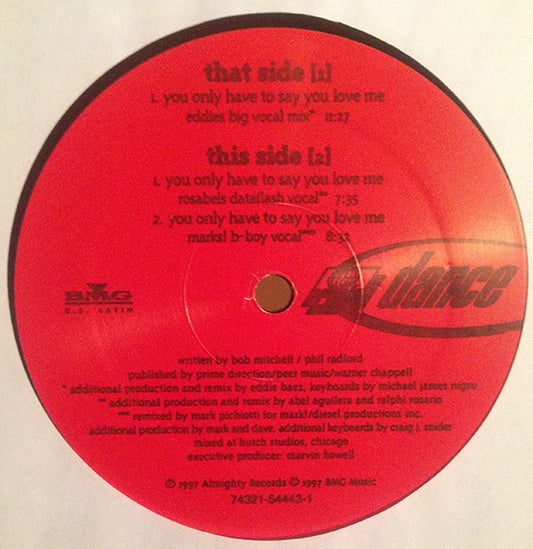 that side [1]
1. you only have to say you love me
eddies big vocal mix* 11:27
this side [2]
1. you only have to say you love me
rosabels dataflash vocal** 7:35
2. you only have to say you love me
marks! b-boy vocal*** 8:32
dance
BMG
U.S. LATIN
written by bob mitchell / phil radford
published by prime direction/peer music/warner chappell
* additional production and remix by eddie baez, keyboards by michael james nigro
** additional production and remix by abel aguilera and ralphi rosario
*** remixed by mark pichiotti for mark!/diesel productions inc.
additional production by mark and dave. additional keyboards by craig j. snider
mixed at hutch studios, chicago
executive producer: marvin howell
℗ 1997 Almighty Records © 1997 BMG Music
74321-54443-1